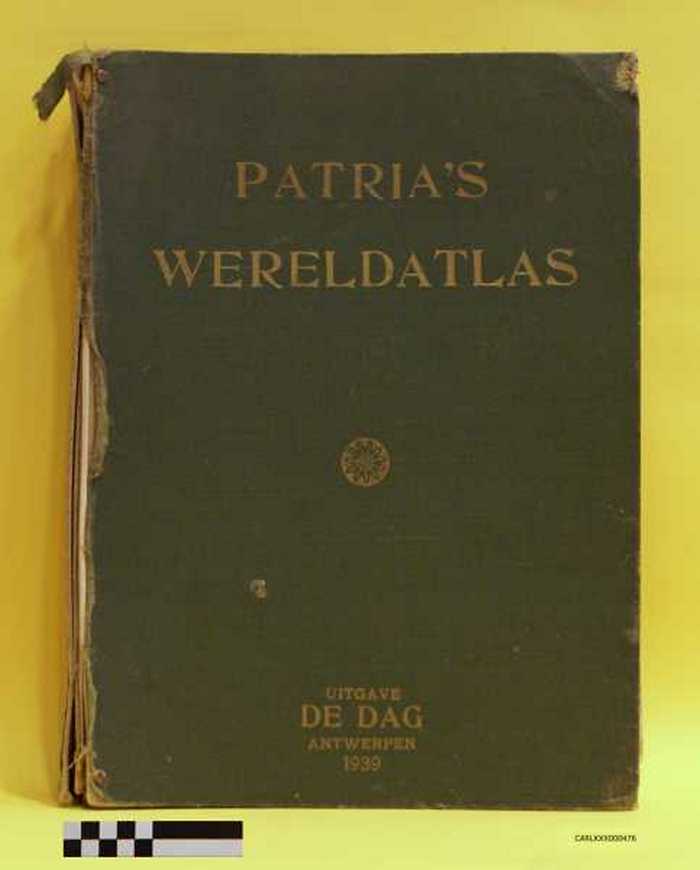 PATRIA'S
WERELDATLAS
UITGAVE
DE DAG
ANTWERPEN
1939
CARLXXX000476